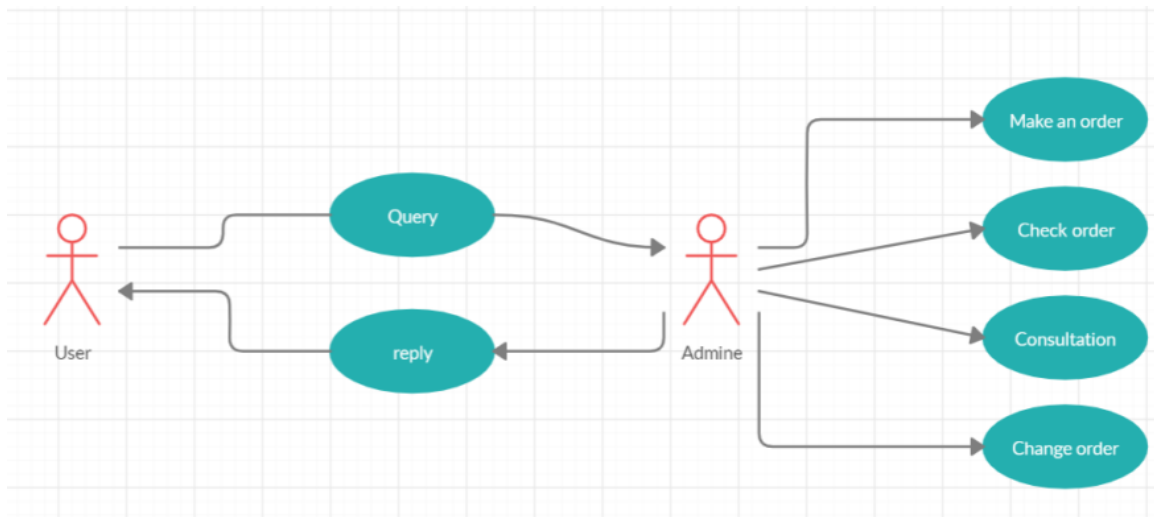 Make an order
Query
Check order
User
reply
Admine
Consultation
Change order